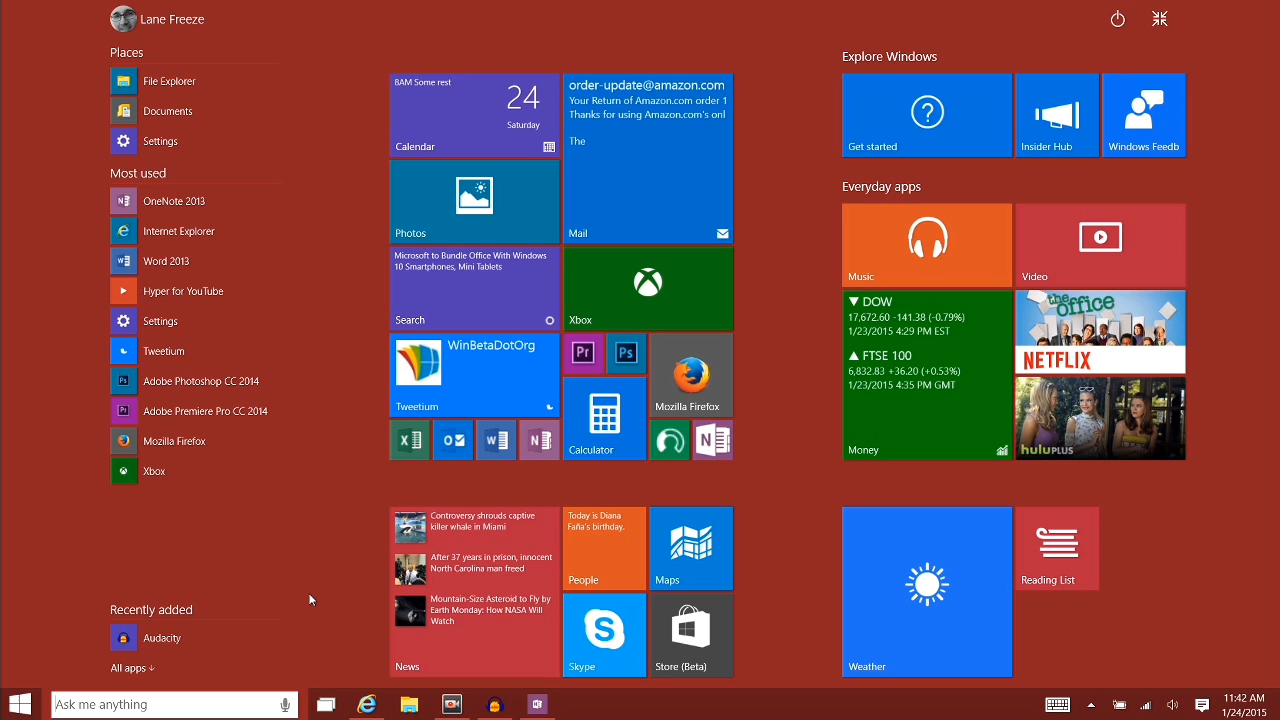 Lane Freeze
Places
File Explorer
Documents
Settings
Most used
OneNote 2013
Internet Explorer
Word 2013
Hyper for YouTube
Settings
Tweetium
Adobe Photoshop CC 2014
Adobe Premiere Pro CC 2014
Mozilla Firefox
Xbox
Recently added
Audacity
All apps
8AM Some rest
24
Saturday
Calendar
order-update@amazon.com
Your Return of Amazon.com order 1
Thanks for using Amazon.com's onl
The
Mail
Photos
Microsoft to Bundle Office With Windows
10 Smartphones, Mini Tablets
Search
Xbox
WinBetaDotOrg
Tweetium
Pr
Ps
Calculator
Mozilla Firefox
Controversy shrouds captive
killer whale in Miami
After 37 years in prison, innocent
North Carolina man freed
Mountain-Size Asteroid to Fly by
Earth Monday: How NASA Will
Watch
News
Today is Diana
Faña's birthday.
People
Maps
Skype
Store (Beta)
Explore Windows
Get started
Insider Hub
Windows Feedb
Everyday apps
Music
Video
▼ DOW
17,672.60 -141.38 (-0.79%)
1/23/2015 4:29 PM EST
▲ FTSE 100
6,832.83 +36.20 (+0.53%)
1/23/2015 4:35 PM GMT
Money
the office
NETFLIX
huluPLUS
Weather
Reading List
Ask me anything
11:42 AM
1/24/2015